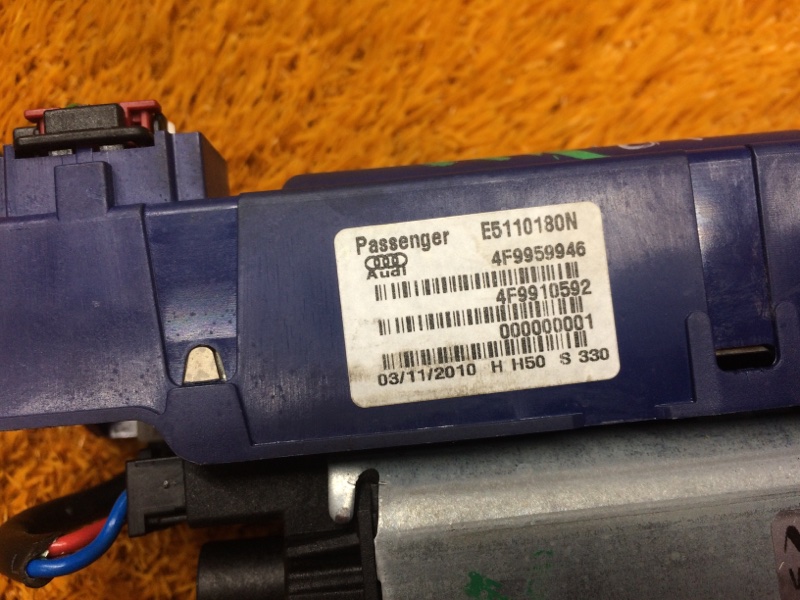 Passenger E5110180N
Audi 4F9959946
4F9910592
000000001
03/11/2010 H H50 S 330